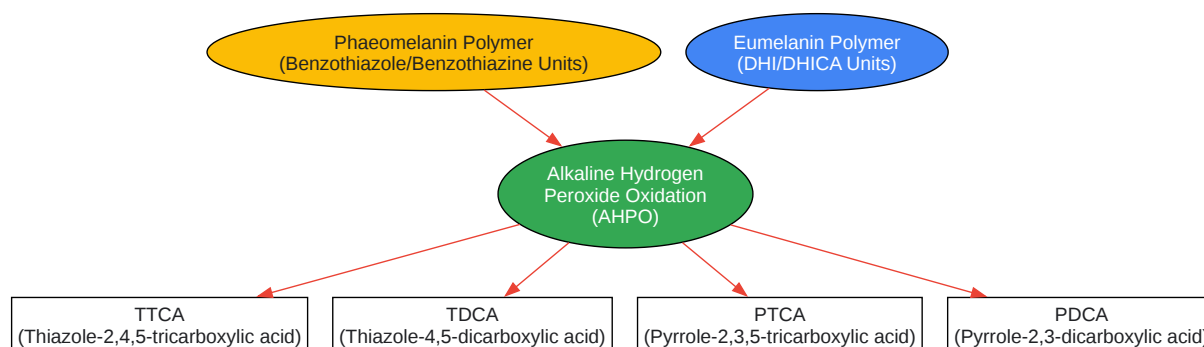 Phaeomelanin Polymer
(Benzothiazole/Benzothiazine Units)
Eumelanin Polymer
(DHI/DHICA Units)
Alkaline Hydrogen
Peroxide Oxidation
(AHPO)
TTCA
(Thiazole-2,4,5-tricarboxylic acid)
TDCA
(Thiazole-4,5-dicarboxylic acid)
PTCA
(Pyrrole-2,3,5-tricarboxylic acid)
PDCA
(Pyrrole-2,3-dicarboxylic acid)